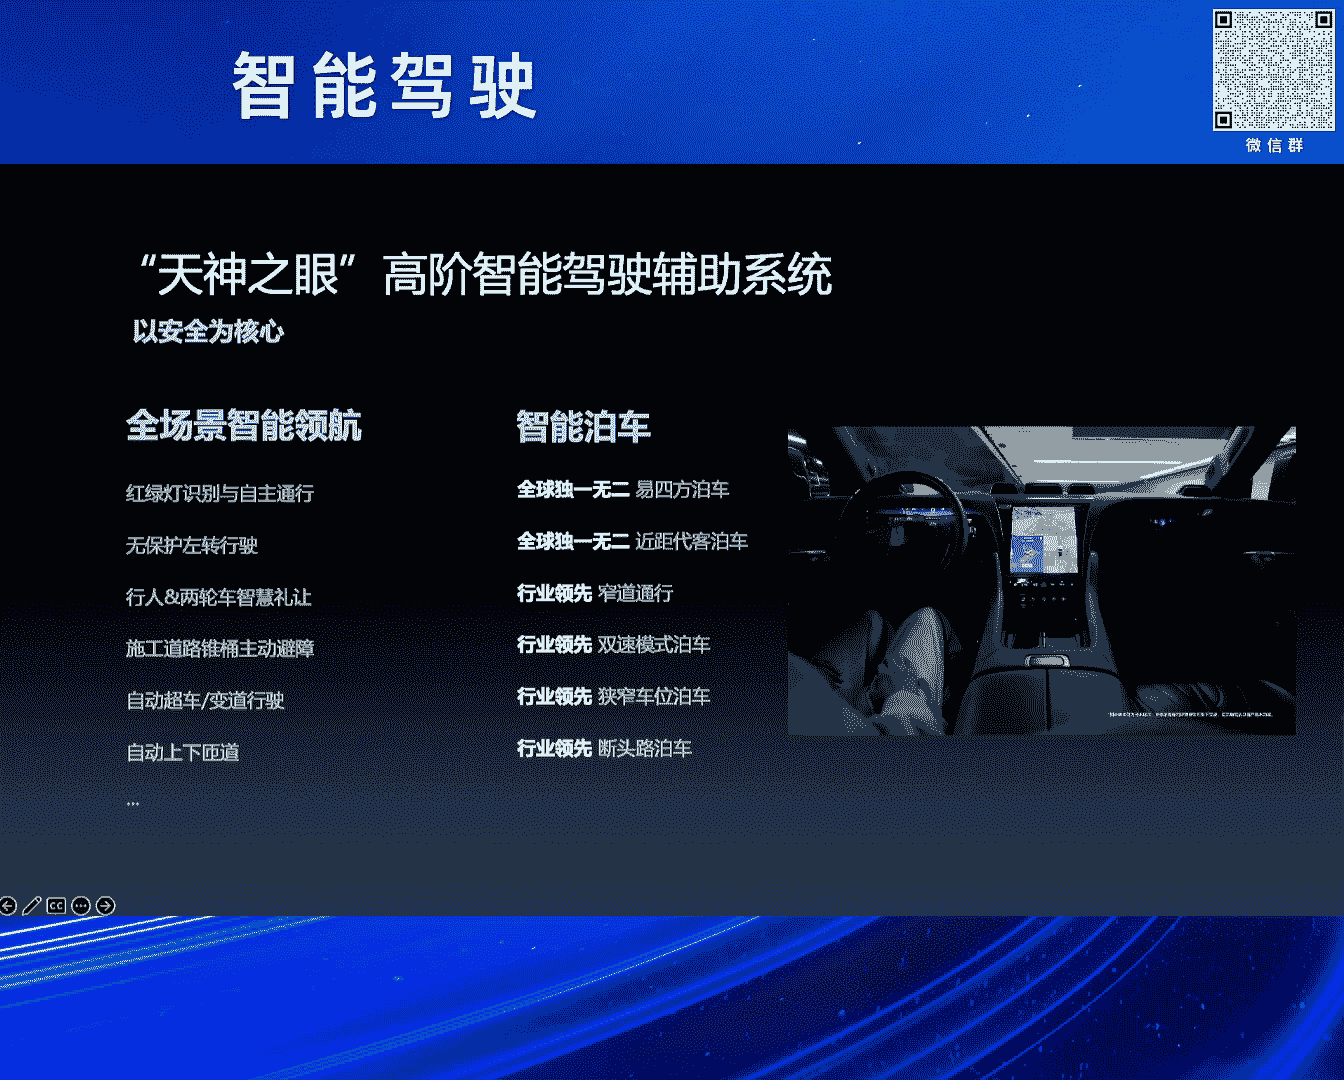 智能驾驶
微信群
“天神之眼”高阶智能驾驶辅助系统
以安全为核心
全场景智能领航
红绿灯识别与自主通行
无保护左转行驶
行人&两轮车智慧礼让
施工道路锥桶主动避障
自动超车/变道行驶
自动上下匝道
...
智能泊车
全球独一无二 易四方泊车
全球独一无二 近距代客泊车
行业领先 窄道通行
行业领先 双速模式泊车
行业领先 狭窄车位泊车
行业领先 断头路泊车
CC